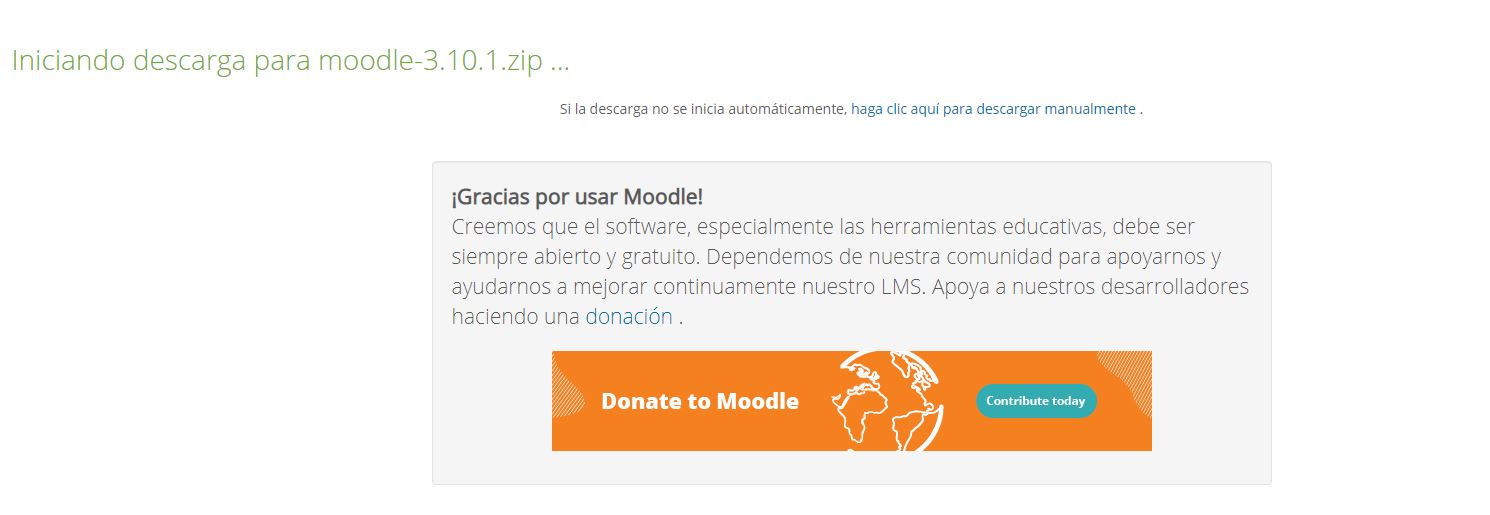 Iniciando descarga para moodle-3.10.1.zip ...
Si la descarga no se inicia automáticamente, haga clic aquí para descargar manualmente .
¡Gracias por usar Moodle!
Creemos que el software, especialmente las herramientas educativas, debe ser
siempre abierto y gratuito. Dependemos de nuestra comunidad para apoyarnos y
ayudarnos a mejorar continuamente nuestro LMS. Apoya a nuestros desarrolladores
haciendo una donación .
Donate to Moodle
Contribute today